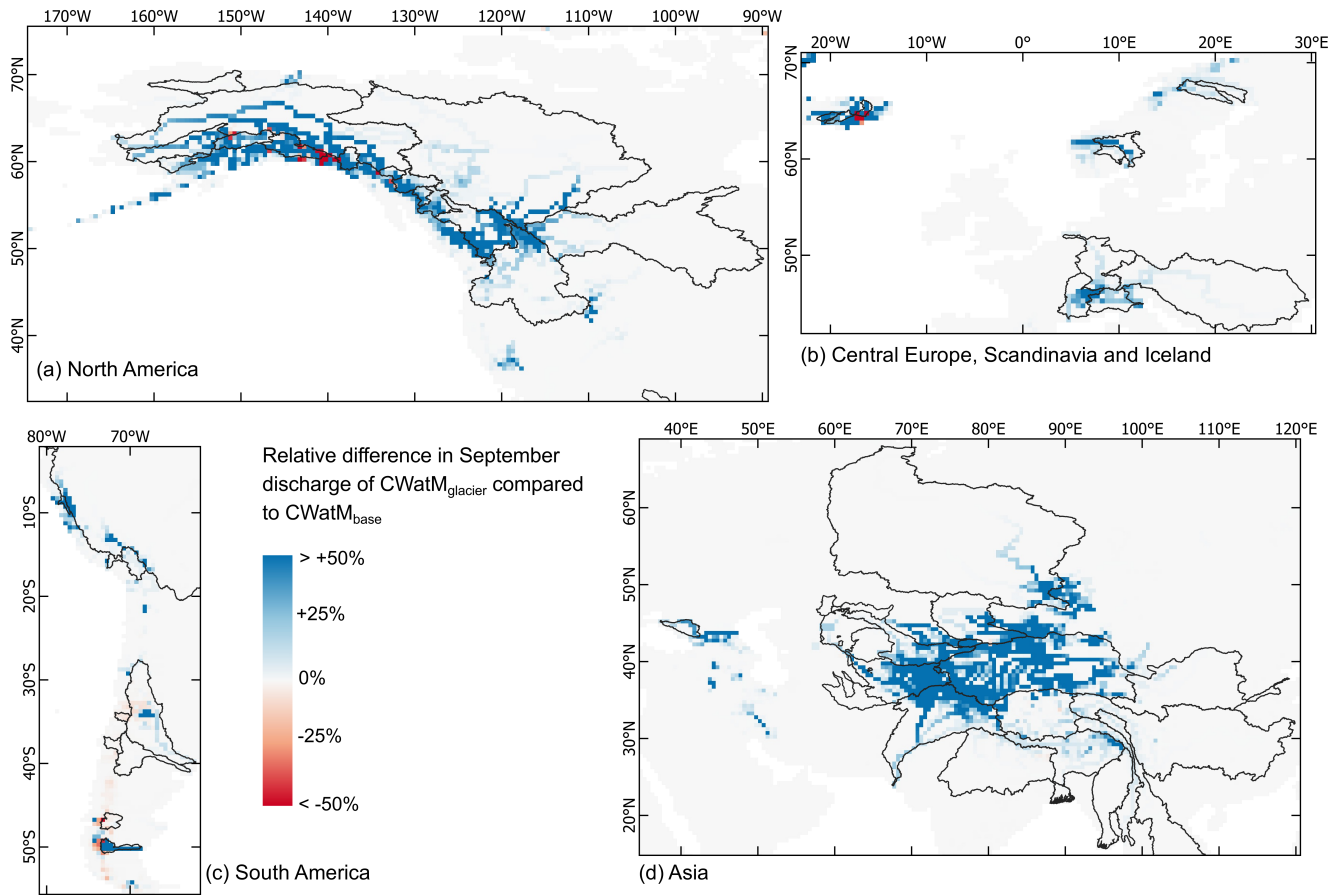 170°W 160°W 150°W 140°W 130°W 120°W 110°W 100°W 90°W
70°N
60°N
50°N
40°N
(a) North America
20°W 10°W 0° 10°E 20°E 30°E
70°N
60°N
50°N
(b) Central Europe, Scandinavia and Iceland
80°W 70°W
10°S
20°S
30°S
40°S
50°S
(c) South America
Relative difference in September
discharge of CWatMglacier compared
to CWatMbase
> +50%
+25%
0%
-25%
< -50%
40°E 50°E 60°E 70°E 80°E 90°E 100°E 110°E 120°E
60°N
50°N
40°N
30°N
20°N
(d) Asia